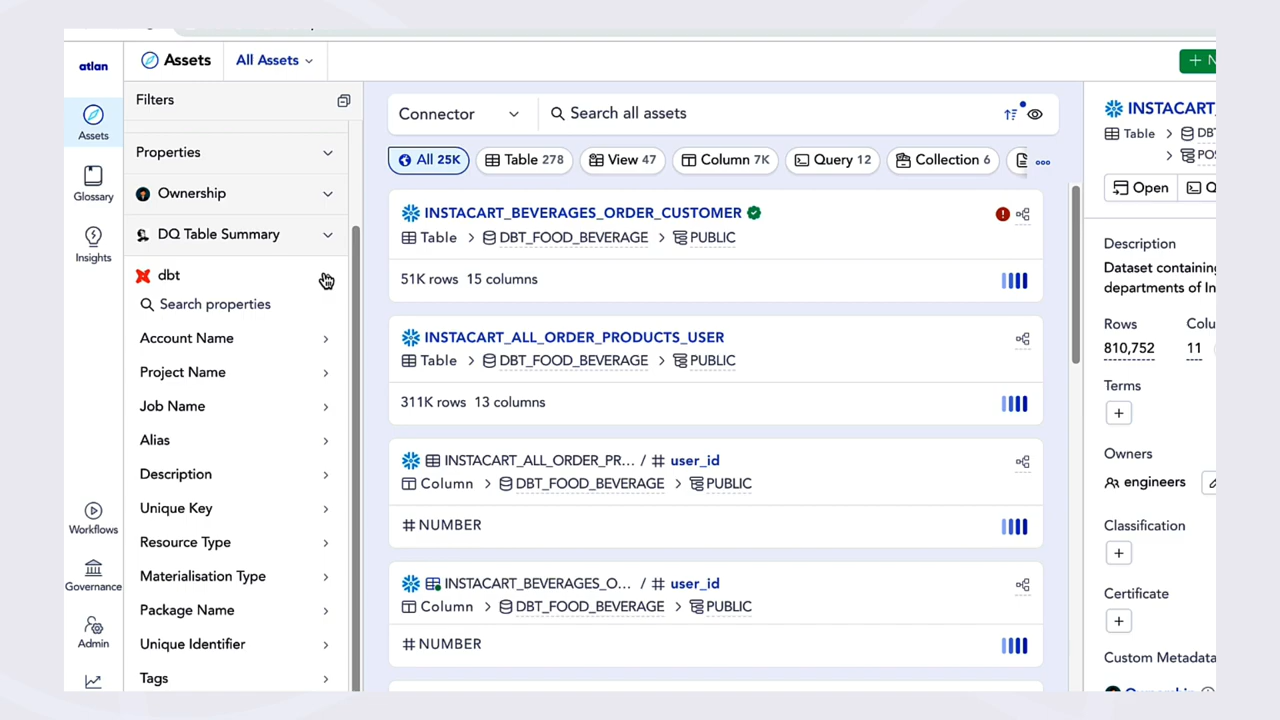 atlan
Assets
All Assets
Assets
Glossary
Insights
Workflows
Governance
Admin
Filters
Properties
Ownership
DQ Table Summary
dbt
Search properties
Account Name
Project Name
Job Name
Alias
Description
Unique Key
Resource Type
Materialisation Type
Package Name
Unique Identifier
Tags
Connector
Search all assets
All 25K
Table 278
View 47
Column 7K
Query 12
Collection 6
INSTACART_BEVERAGES_ORDER_CUSTOMER
Table > DBT_FOOD_BEVERAGE > PUBLIC
51K rows 15 columns
INSTACART_ALL_ORDER_PRODUCTS_USER
Table > DBT_FOOD_BEVERAGE > PUBLIC
311K rows 13 columns
INSTACART_ALL_ORDER_PR... / # user_id
Column > DBT_FOOD_BEVERAGE > PUBLIC
# NUMBER
INSTACART_BEVERAGES_O... / # user_id
Column > DBT_FOOD_BEVERAGE > PUBLIC
# NUMBER
+ N
INSTACART_
Table > DBT
> POS
Open
Q
Description
Dataset containing
departments of In
Rows
Colu
810,752
11
Terms
+
Owners
engineers
Classification
+
Certificate
+
Custom Metadata